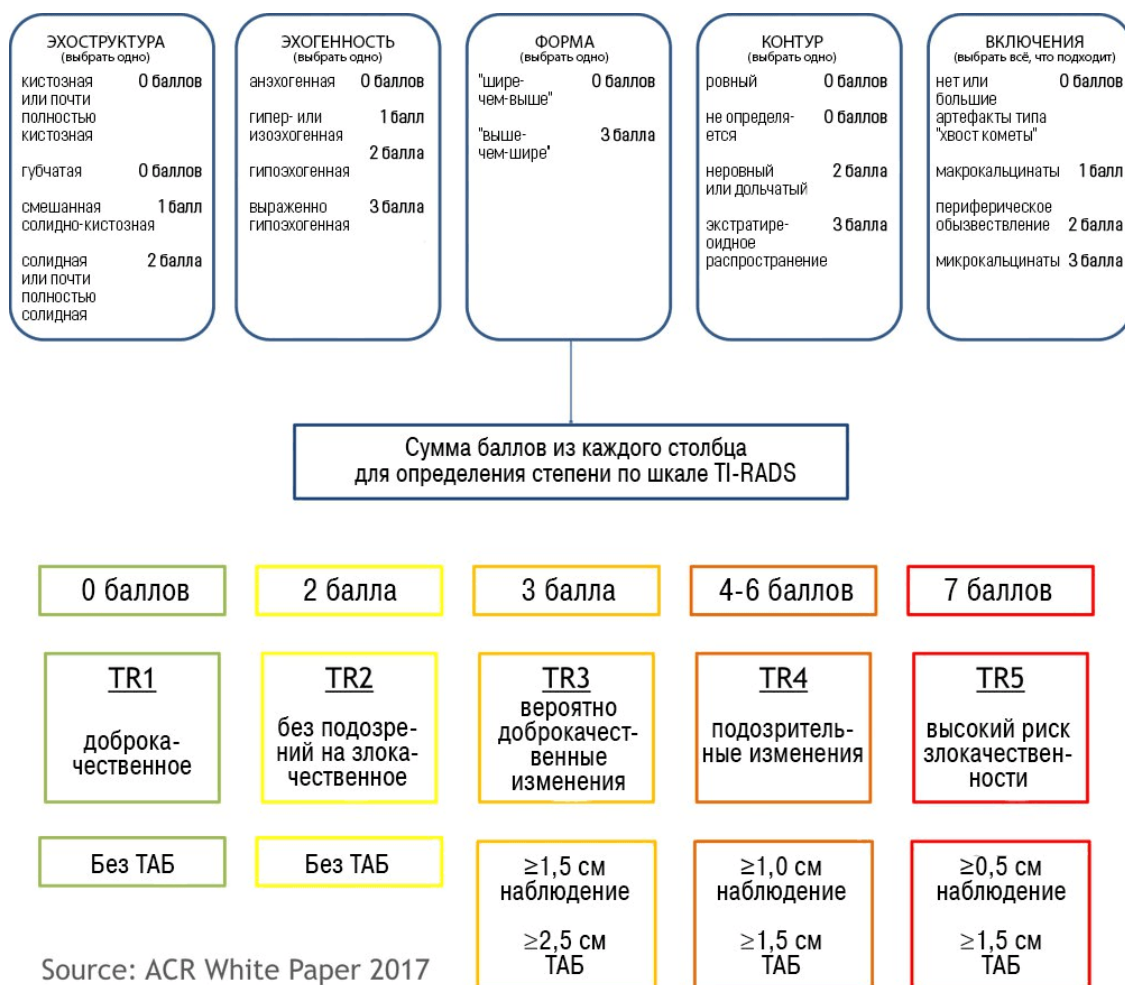 ЭХОСТРУКТУРА
(выбрать одно)
кистозная 0 баллов
или почти
полностью
кистозная
губчатая 0 баллов
смешанная 1 балл
солидно-кистозная
солидная 2 балла
или почти
полностью
солидная
ЭХОГЕННОСТЬ
(выбрать одно)
анэхогенная 0 баллов
гипер- или 1 балл
изоэхогенная
2 балла
гипоэхогенная
выраженно 3 балла
гипоэхогенная
ФОРМА
(выбрать одно)
"шире- 0 баллов
чем-выше"
"выше- 3 балла
чем-шире"
КОНТУР
(выбрать одно)
ровный 0 баллов
не определя- 0 баллов
ется
неровный 2 балла
или дольчатый
экстратире- 3 балла
оидное
распространение
ВКЛЮЧЕНИЯ
(выбрать всё, что подходит)
нет или 0 баллов
большие
артефакты типа
"хвост кометы"
макрокальцинаты 1 балл
периферическое
обызвествление 2 балла
микрокальцинаты 3 балла
Сумма баллов из каждого столбца
для определения степени по шкале TI-RADS
0 баллов
2 балла
3 балла
4-6 баллов
7 баллов
TR1
доброка-
чественное
TR2
без подозре-
ний на злока-
чественное
TR3
вероятно
доброкачест-
венные
изменения
TR4
подозритель-
ные изменения
TR5
высокий риск
злокачествен-
ности
Без ТАБ
Без ТАБ
≥1,5 см
наблюдение
≥2,5 см
ТАБ
≥1,0 см
наблюдение
≥1,5 см
ТАБ
≥0,5 см
наблюдение
≥1,5 см
ТАБ
Source: ACR White Paper 2017